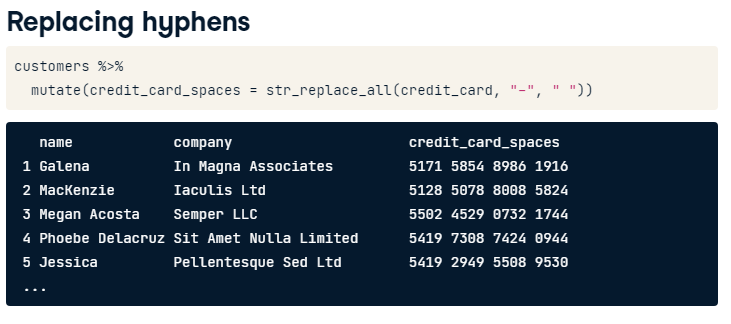 Replacing hyphens
customers %>%
  mutate(credit_card_spaces = str_replace_all(credit_card, "-", " "))
  name            company                     credit_card_spaces
1 Galena          In Magna Associates         5171 5854 8986 1916
2 MacKenzie       Iaculis Ltd                 5128 5078 8008 5824
3 Megan Acosta    Semper LLC                  5502 4529 0732 1744
4 Phoebe Delacruz Sit Amet Nulla Limited      5419 7308 7424 0944
5 Jessica         Pellentesque Sed Ltd        5419 2949 5508 9530
...